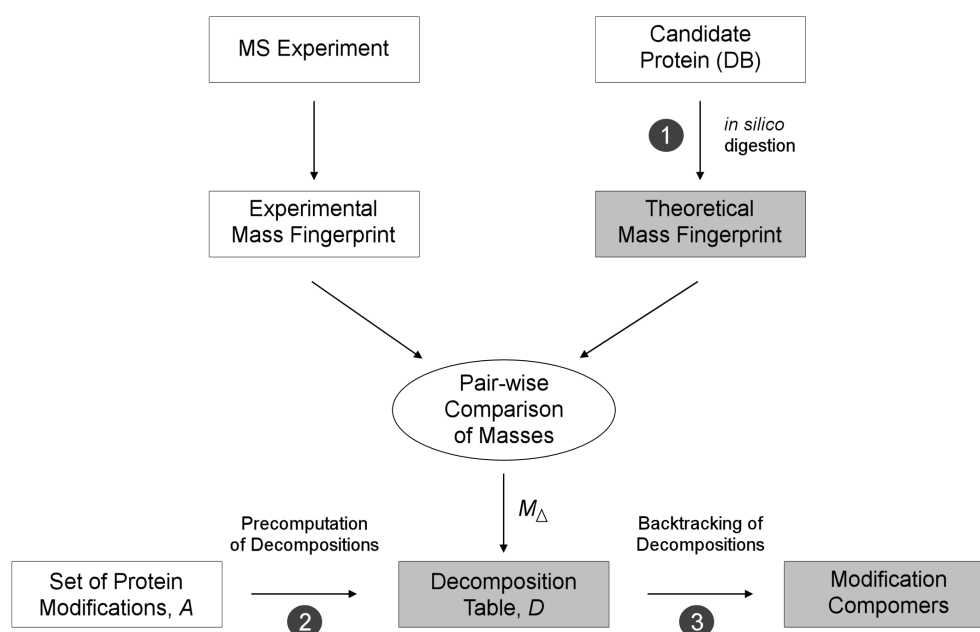 MS Experiment
Candidate
Protein (DB)
1
in silico
digestion
Experimental
Mass Fingerprint
Theoretical
Mass Fingerprint
Pair-wise
Comparison
of Masses
M△
Precomputation
of Decompositions
Backtracking of
Decompositions
Set of Protein
Modifications, A
2
Decomposition
Table, D
3
Modification
Compomers